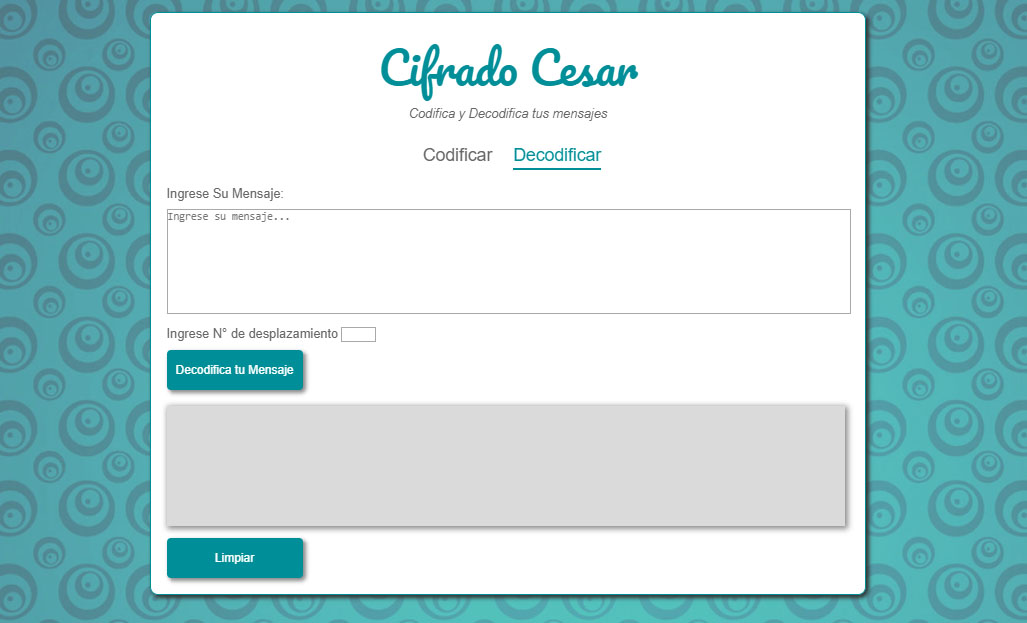 Cifrado Cesar
Codifica y Decodifica tus mensajes
Codificar Decodificar
Ingrese Su Mensaje:
Ingrese su mensaje...
Ingrese N° de desplazamiento
Decodifica tu Mensaje
Limpiar